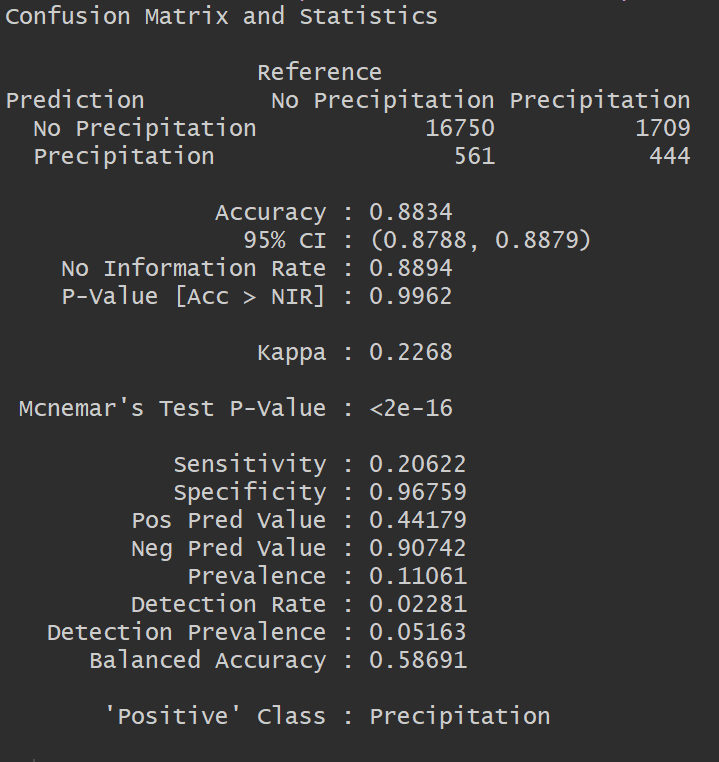 Confusion Matrix and Statistics
Reference
Prediction No Precipitation Precipitation
No Precipitation 16750 1709
Precipitation 561 444
Accuracy : 0.8834
95% CI : (0.8788, 0.8879)
No Information Rate : 0.8894
P-Value [Acc > NIR] : 0.9962
Kappa : 0.2268
Mcnemar's Test P-Value : <2e-16
Sensitivity : 0.20622
Specificity : 0.96759
Pos Pred Value : 0.44179
Neg Pred Value : 0.90742
Prevalence : 0.11061
Detection Rate : 0.02281
Detection Prevalence : 0.05163
Balanced Accuracy : 0.58691
'Positive' Class : Precipitation